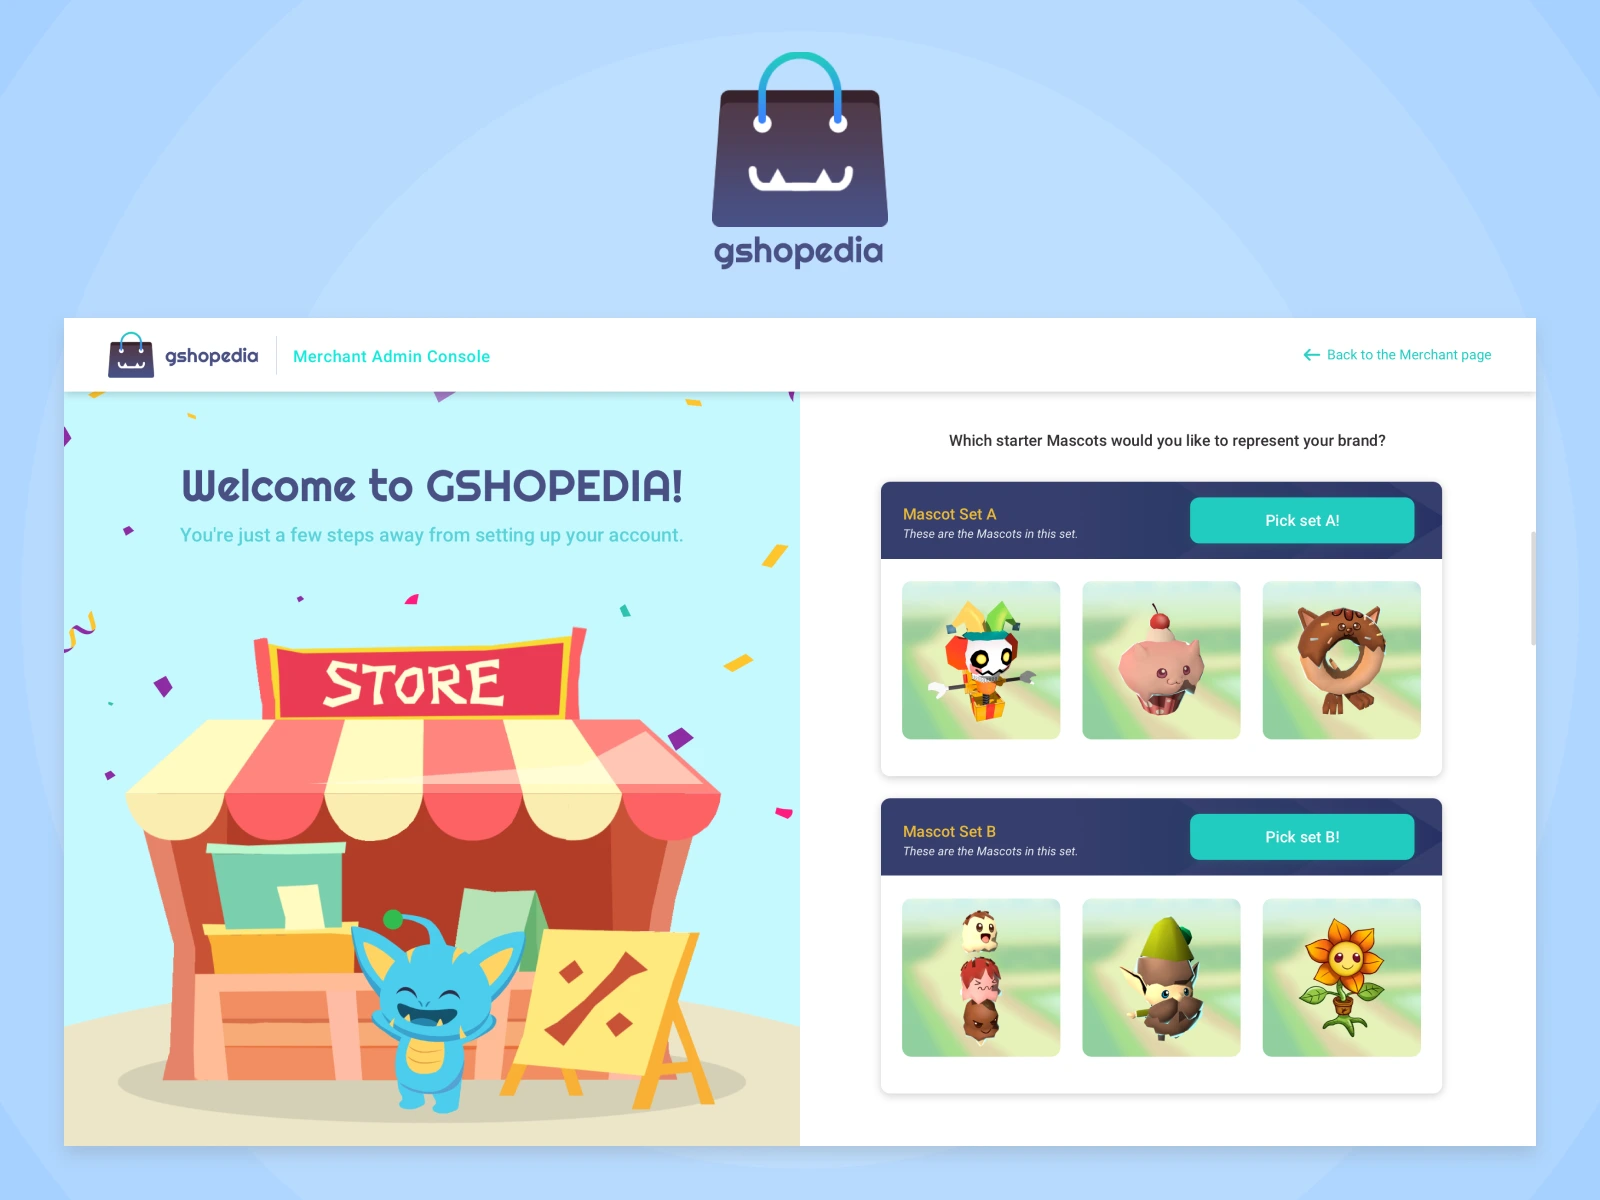 gshopedia
gshopedia
Merchant Admin Console
Back to the Merchant page
Welcome to GSHOPEDIA!
You're just a few steps away from setting up your account.
STORE
Which starter Mascots would you like to represent your brand?
Mascot Set A
These are the Mascots in this set.
Pick set A!
Mascot Set B
These are the Mascots in this set.
Pick set B!